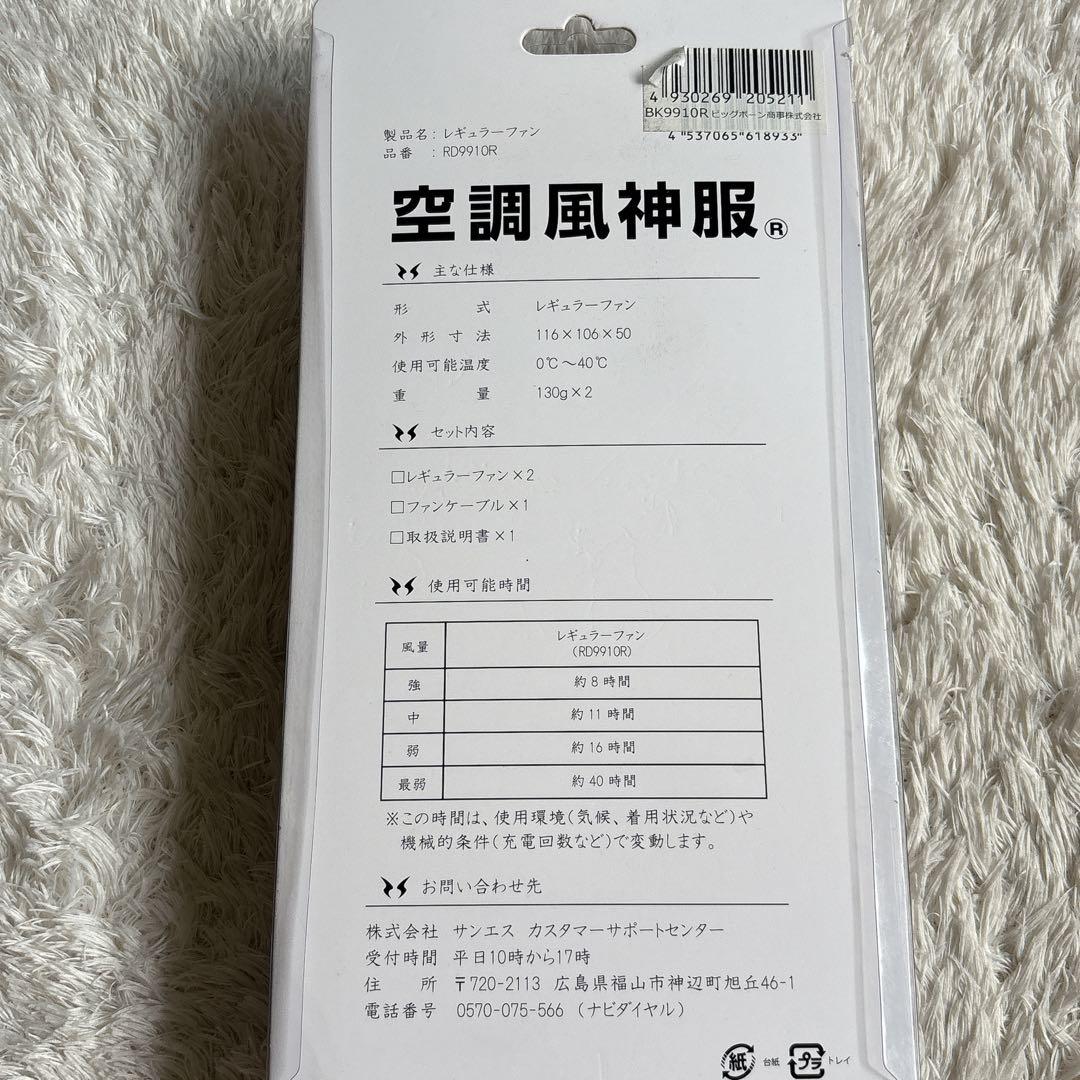 4 930269 205211
BK9910R ビッグボーン商事株式会社
4 537065 618933
製品名：レギュラーファン
品番　：RD9910R
空調風神服®
主な仕様
形式　レギュラーファン
外形寸法　116×106×50
使用可能温度　0℃～40℃
重量　130g×2
セット内容
□レギュラーファン×2
□ファンケーブル×1
□取扱説明書×1
使用可能時間
風量　レギュラーファン
(RD9910R)
強　約8時間
中　約11時間
弱　約16時間
最弱　約40時間
※この時間は、使用環境(気候、着用状況など)や
機械的条件(充電回数など)で変動します。
お問い合わせ先
株式会社　サンエス　カスタマーサポートセンター
受付時間　平日10時から17時
住所　〒720-2113　広島県福山市神辺町旭丘46-1
電話番号　0570-075-566　(ナビダイヤル)
紙　台紙　プラ　トレイ